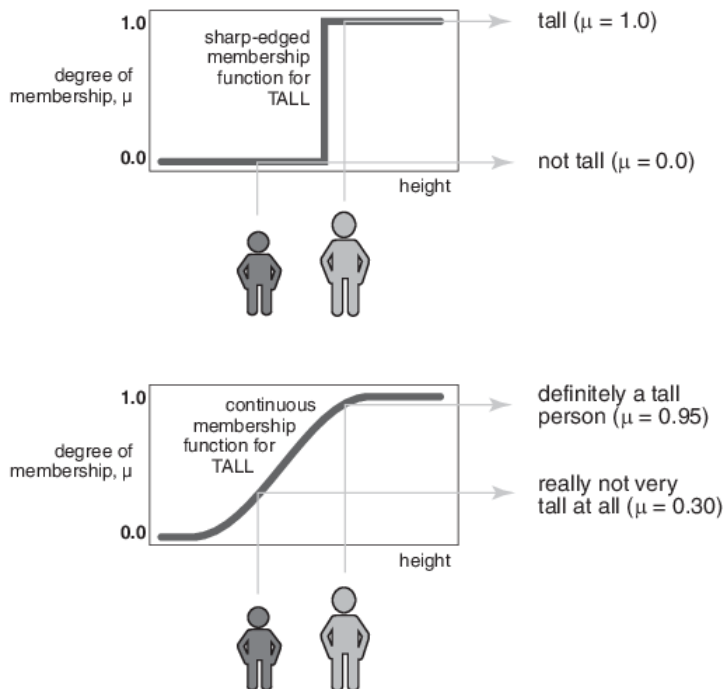 1.0
sharp-edged
membership
function for
TALL
degree of
membership, μ
0.0
height
tall (μ = 1.0)
not tall (μ = 0.0)
1.0
continuous
membership
function for
TALL
degree of
membership, μ
0.0
height
definitely a tall
person (μ = 0.95)
really not very
tall at all (μ = 0.30)